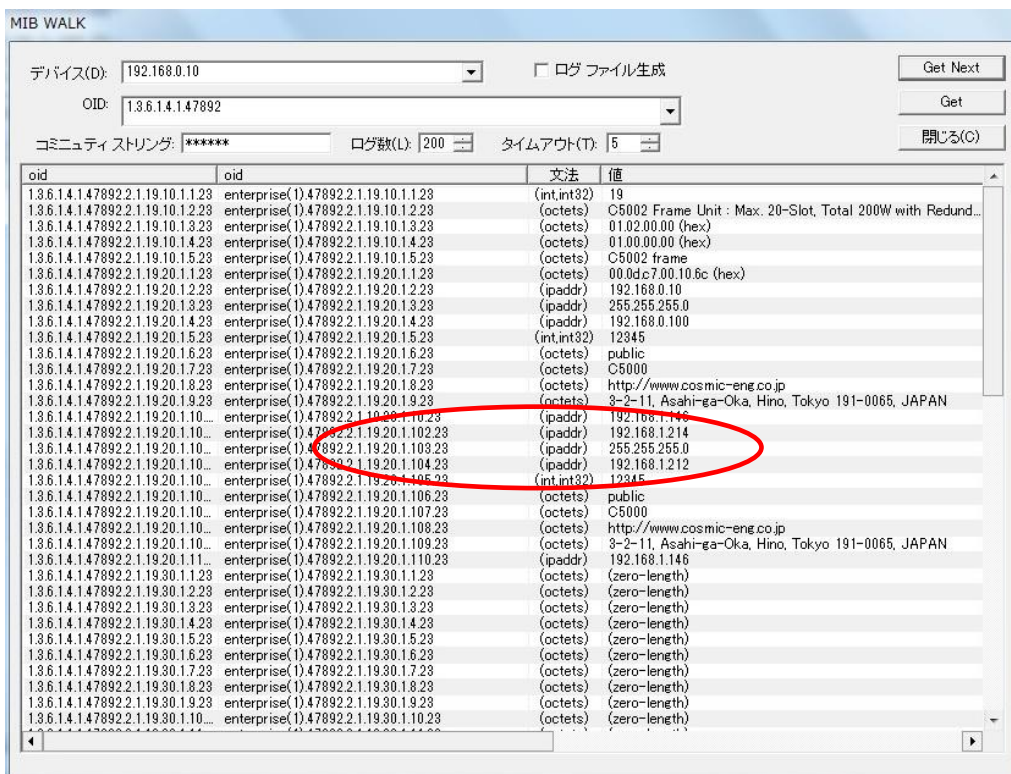 MIB WALK
デバイス(D): 192.168.0.10 ログ ファイル生成 Get Next
OID: 1.3.6.1.4.1.47892 Get
コミニュティ ストリング: ****** ログ数(L): 200 タイムアウト(T): 5 閉じる(C)
oid oid 文法 値
1.3.6.1.4.1.47892.2.1.19.10.1.1.23 enterprise(1).47892.2.1.19.10.1.1.23 (int,int32) 19
1.3.6.1.4.1.47892.2.1.19.10.1.2.23 enterprise(1).47892.2.1.19.10.1.2.23 (octets) C5002 Frame Unit : Max. 20-Slot, Total 200W with Redund...
1.3.6.1.4.1.47892.2.1.19.10.1.3.23 enterprise(1).47892.2.1.19.10.1.3.23 (octets) 01.02.00.00 (hex)
1.3.6.1.4.1.47892.2.1.19.10.1.4.23 enterprise(1).47892.2.1.19.10.1.4.23 (octets) 01.00.00.00 (hex)
1.3.6.1.4.1.47892.2.1.19.10.1.5.23 enterprise(1).47892.2.1.19.10.1.5.23 (octets) C5002 frame
1.3.6.1.4.1.47892.2.1.19.20.1.1.23 enterprise(1).47892.2.1.19.20.1.1.23 (octets) 00.0d.c7.00.10.6c (hex)
1.3.6.1.4.1.47892.2.1.19.20.1.2.23 enterprise(1).47892.2.1.19.20.1.2.23 (ipaddr) 192.168.0.10
1.3.6.1.4.1.47892.2.1.19.20.1.3.23 enterprise(1).47892.2.1.19.20.1.3.23 (ipaddr) 255.255.255.0
1.3.6.1.4.1.47892.2.1.19.20.1.4.23 enterprise(1).47892.2.1.19.20.1.4.23 (ipaddr) 192.168.0.100
1.3.6.1.4.1.47892.2.1.19.20.1.5.23 enterprise(1).47892.2.1.19.20.1.5.23 (int,int32) 12345
1.3.6.1.4.1.47892.2.1.19.20.1.6.23 enterprise(1).47892.2.1.19.20.1.6.23 (octets) public
1.3.6.1.4.1.47892.2.1.19.20.1.7.23 enterprise(1).47892.2.1.19.20.1.7.23 (octets) C5000
1.3.6.1.4.1.47892.2.1.19.20.1.8.23 enterprise(1).47892.2.1.19.20.1.8.23 (octets) http://www.cosmic-eng.co.jp
1.3.6.1.4.1.47892.2.1.19.20.1.9.23 enterprise(1).47892.2.1.19.20.1.9.23 (octets) 3-2-11, Asahi-ga-Oka, Hino, Tokyo 191-0065, JAPAN
1.3.6.1.4.1.47892.2.1.19.20.1.10... enterprise(1).47892.2.1.19.20.1.10.23 (ipaddr) 192.168.1.146
1.3.6.1.4.1.47892.2.1.19.20.1.10... enterprise(1).47892.2.1.19.20.1.102.23 (ipaddr) 192.168.1.214
1.3.6.1.4.1.47892.2.1.19.20.1.10... enterprise(1).47892.2.1.19.20.1.103.23 (ipaddr) 255.255.255.0
1.3.6.1.4.1.47892.2.1.19.20.1.10... enterprise(1).47892.2.1.19.20.1.104.23 (ipaddr) 192.168.1.212
1.3.6.1.4.1.47892.2.1.19.20.1.10... enterprise(1).47892.2.1.19.20.1.105.23 (int,int32) 12345
1.3.6.1.4.1.47892.2.1.19.20.1.10... enterprise(1).47892.2.1.19.20.1.106.23 (octets) public
1.3.6.1.4.1.47892.2.1.19.20.1.10... enterprise(1).47892.2.1.19.20.1.107.23 (octets) C5000
1.3.6.1.4.1.47892.2.1.19.20.1.10... enterprise(1).47892.2.1.19.20.1.108.23 (octets) http://www.cosmic-eng.co.jp
1.3.6.1.4.1.47892.2.1.19.20.1.10... enterprise(1).47892.2.1.19.20.1.109.23 (octets) 3-2-11, Asahi-ga-Oka, Hino, Tokyo 191-0065, JAPAN
1.3.6.1.4.1.47892.2.1.19.20.1.11... enterprise(1).47892.2.1.19.20.1.110.23 (ipaddr) 192.168.1.146
1.3.6.1.4.1.47892.2.1.19.30.1.1.23 enterprise(1).47892.2.1.19.30.1.1.23 (octets) (zero-length)
1.3.6.1.4.1.47892.2.1.19.30.1.2.23 enterprise(1).47892.2.1.19.30.1.2.23 (octets) (zero-length)
1.3.6.1.4.1.47892.2.1.19.30.1.3.23 enterprise(1).47892.2.1.19.30.1.3.23 (octets) (zero-length)
1.3.6.1.4.1.47892.2.1.19.30.1.4.23 enterprise(1).47892.2.1.19.30.1.4.23 (octets) (zero-length)
1.3.6.1.4.1.47892.2.1.19.30.1.5.23 enterprise(1).47892.2.1.19.30.1.5.23 (octets) (zero-length)
1.3.6.1.4.1.47892.2.1.19.30.1.6.23 enterprise(1).47892.2.1.19.30.1.6.23 (octets) (zero-length)
1.3.6.1.4.1.47892.2.1.19.30.1.7.23 enterprise(1).47892.2.1.19.30.1.7.23 (octets) (zero-length)
1.3.6.1.4.1.47892.2.1.19.30.1.8.23 enterprise(1).47892.2.1.19.30.1.8.23 (octets) (zero-length)
1.3.6.1.4.1.47892.2.1.19.30.1.9.23 enterprise(1).47892.2.1.19.30.1.9.23 (octets) (zero-length)
1.3.6.1.4.1.47892.2.1.19.30.1.10... enterprise(1).47892.2.1.19.30.1.10.23 (octets) (zero-length)